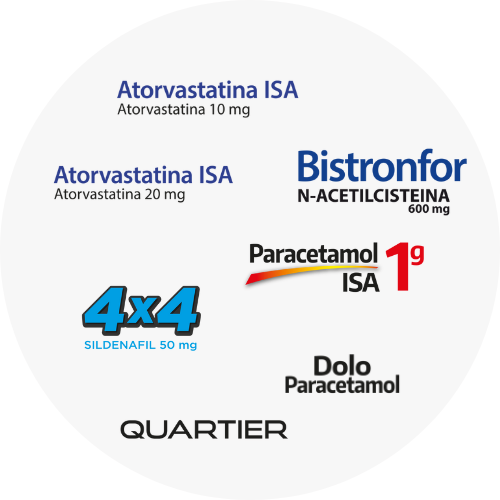 Atorvastatina ISA
Atorvastatina 10 mg
Atorvastatina ISA
Atorvastatina 20 mg
Bistronfor
N-ACETILCISTEINA
600 mg
Paracetamol
ISA 1g
4x4
SILDENAFIL 50 mg
Dolo
Paracetamol
QUARTIER